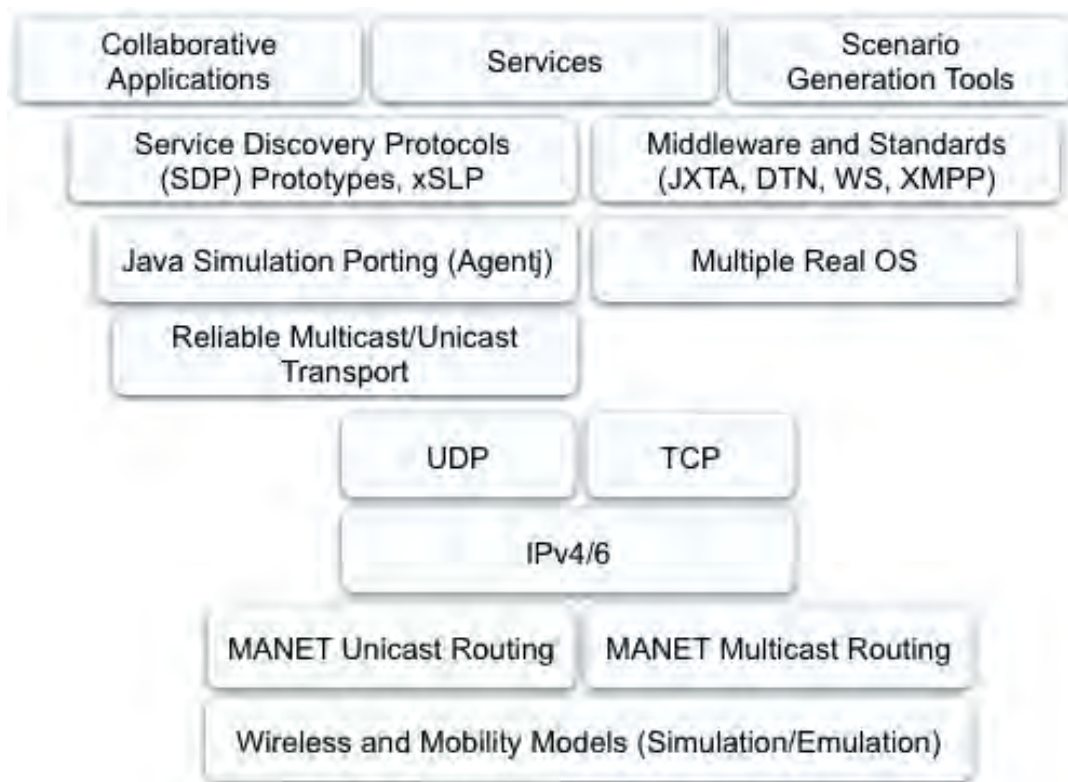 Collaborative
Applications
Services
Scenario
Generation Tools
Service Discovery Protocols
(SDP) Prototypes, xSLP
Middleware and Standards
(JXTA, DTN, WS, XMPP)
Java Simulation Porting (Agentj)
Multiple Real OS
Reliable Multicast/Unicast
Transport
UDP
TCP
IPv4/6
MANET Unicast Routing
MANET Multicast Routing
Wireless and Mobility Models (Simulation/Emulation)